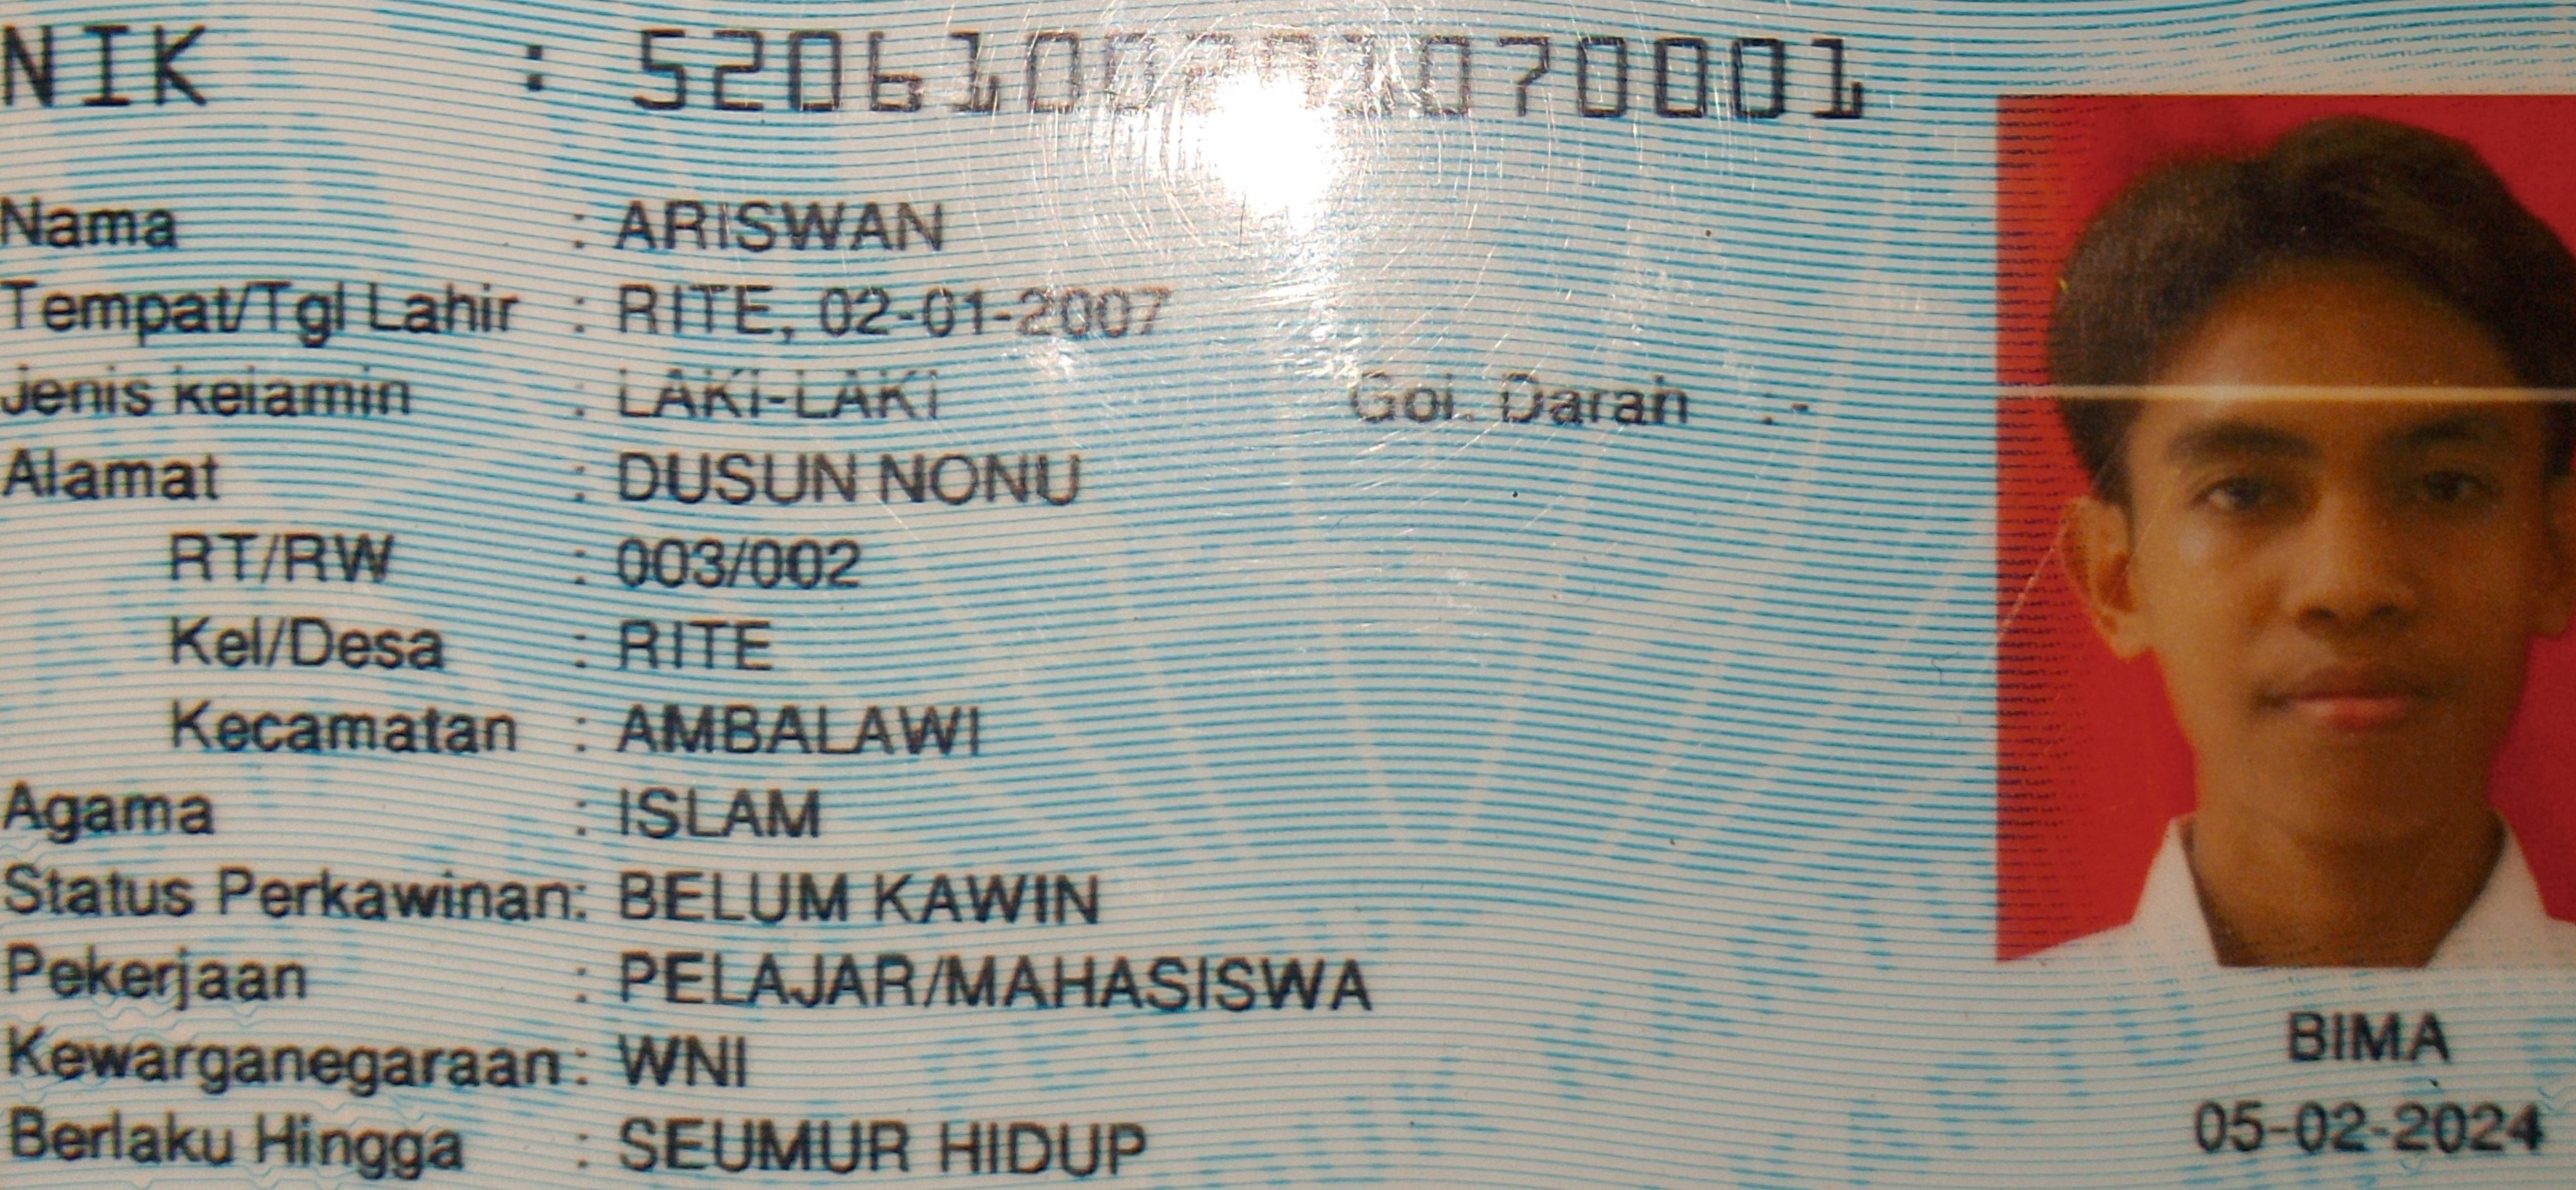 NIK : 5206100201070001
Nama : ARISWAN
Tempat/Tgl Lahir : RITE, 02-01-2007
Jenis kelamin : LAKI-LAKI Gol. Darah : -
Alamat : DUSUN NONU
RT/RW : 003/002
Kel/Desa : RITE
Kecamatan : AMBALAWI
Agama : ISLAM
Status Perkawinan: BELUM KAWIN
Pekerjaan : PELAJAR/MAHASISWA
Kewarganegaraan: WNI
Berlaku Hingga : SEUMUR HIDUP
BIMA
05-02-2024